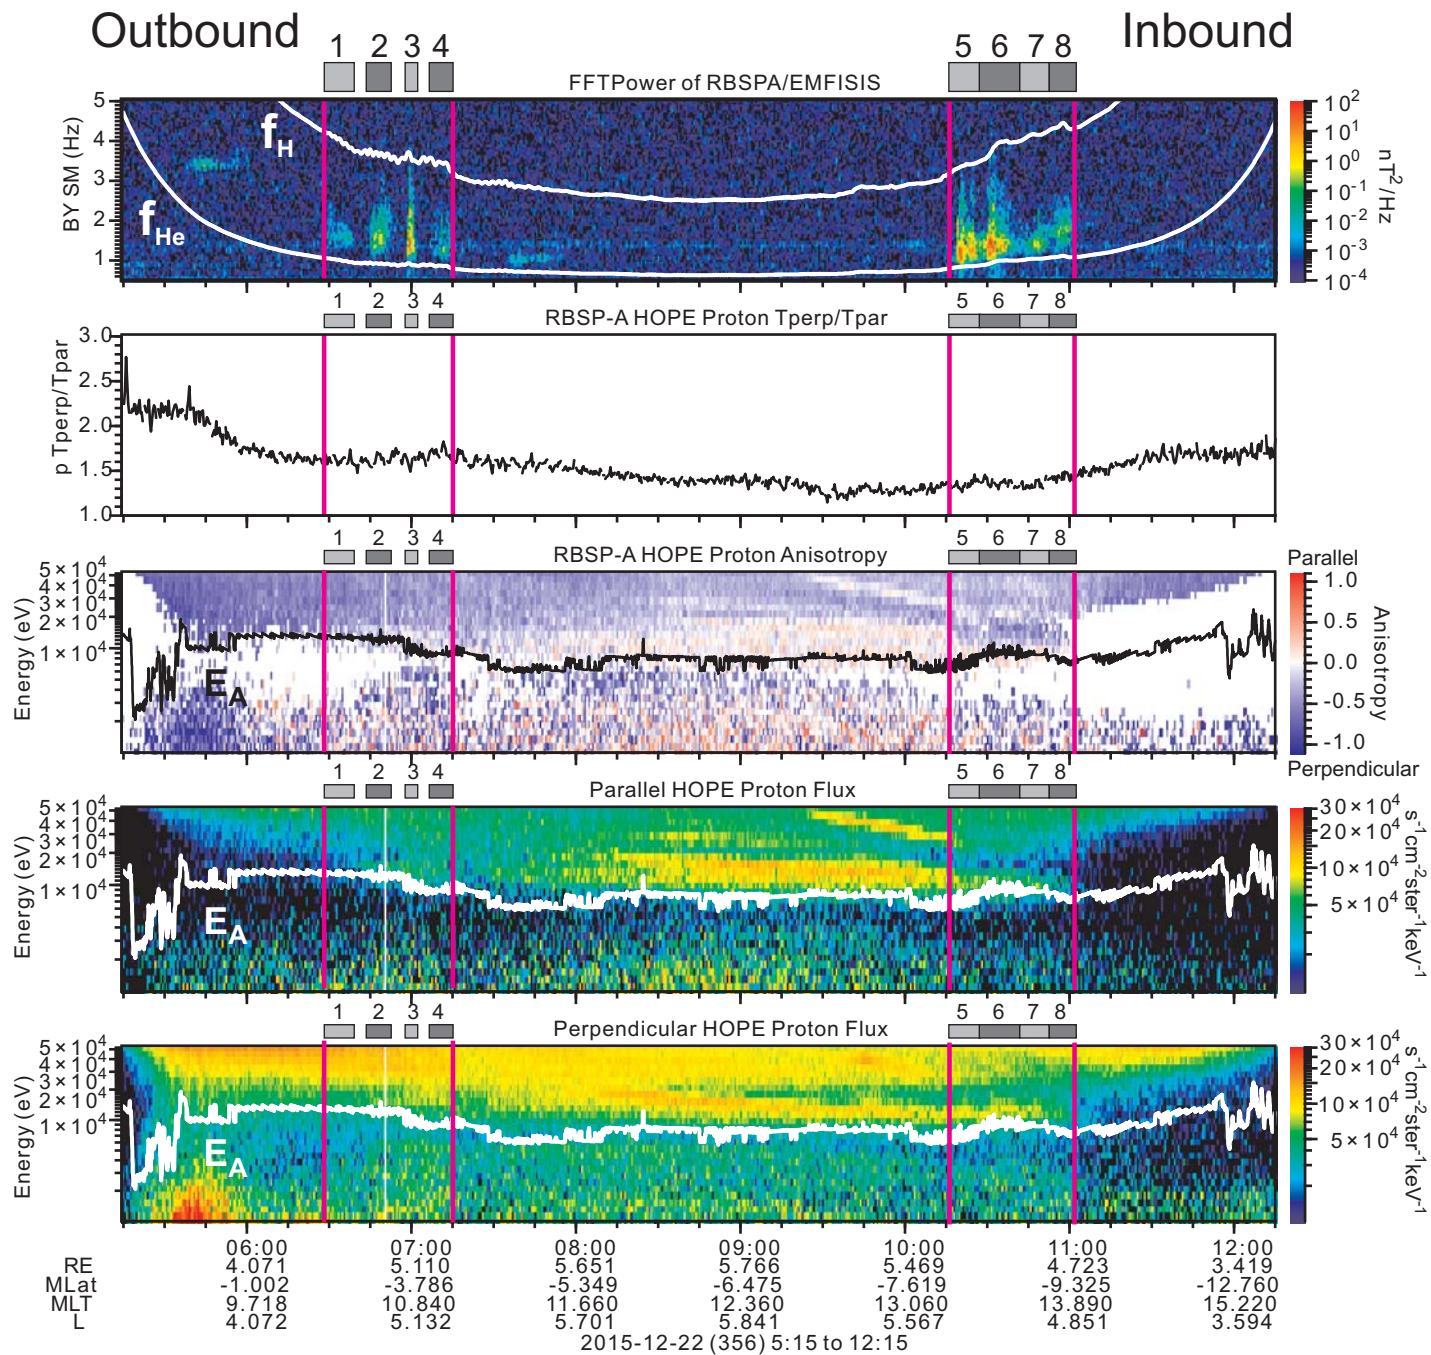 Outbound
Inbound
1 2 3 4 5 6 7 8
FFTPower of RBSPA/EMFISIS
BY SM (Hz)
5
4
3
2
1
fH
fHe
10^2
10^1
10^0
10^-1
10^-2
10^-3
10^-4
nT^2/Hz
1 2 3 4 5 6 7 8
RBSP-A HOPE Proton Tperp/Tpar
p Tperp/Tpar
3.0
2.5
2.0
1.5
1.0
1 2 3 4 5 6 7 8
RBSP-A HOPE Proton Anisotropy
Energy (eV)
5×10^4
4×10^4
3×10^4
2×10^4
1×10^4
EA
Parallel
1.0
0.5
0.0
-0.5
-1.0
Anisotropy
Perpendicular
1 2 3 4 5 6 7 8
Parallel HOPE Proton Flux
Energy (eV)
5×10^4
4×10^4
3×10^4
2×10^4
1×10^4
EA
30×10^4
20×10^4
10×10^4
5×10^4
s^-1cm^-2ster^-1keV^-1
1 2 3 4 5 6 7 8
Perpendicular HOPE Proton Flux
Energy (eV)
5×10^4
4×10^4
3×10^4
2×10^4
1×10^4
EA
30×10^4
20×10^4
10×10^4
5×10^4
s^-1cm^-2ster^-1keV^-1
06:00 07:00 08:00 09:00 10:00 11:00 12:00
RE 4.071 5.110 5.651 5.766 5.469 4.723 3.419
MLat -1.002 -3.786 -5.349 -6.475 -7.619 -9.325 -12.760
MLT 9.718 10.840 11.660 12.360 13.060 13.890 15.220
L 4.072 5.132 5.701 5.841 5.567 4.851 3.594
2015-12-22 (356) 5:15 to 12:15